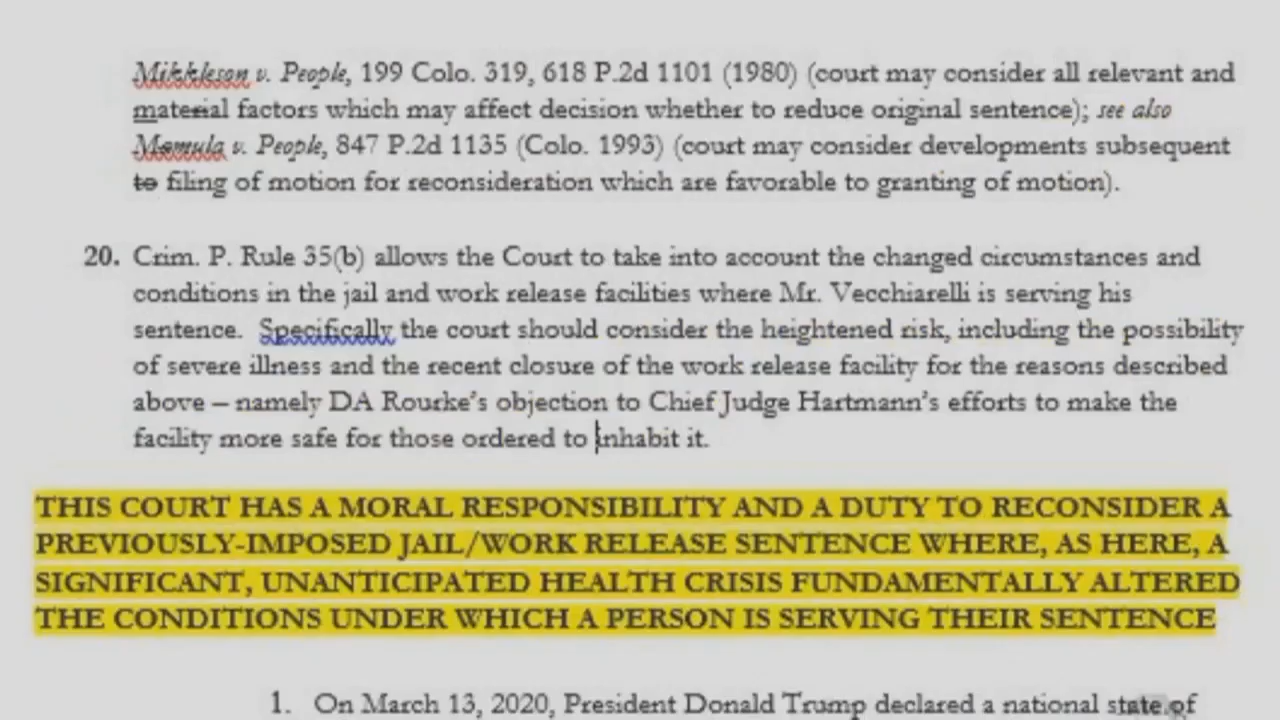 Mikkleson v. People, 199 Colo. 319, 618 P.2d 1101 (1980) (court may consider all relevant and
material factors which may affect decision whether to reduce original sentence); see also
Mamula v. People, 847 P.2d 1135 (Colo. 1993) (court may consider developments subsequent
to filing of motion for reconsideration which are favorable to granting of motion).
20. Crim. P. Rule 35(b) allows the Court to take into account the changed circumstances and
conditions in the jail and work release facilities where Mr. Vecchiarelli is serving his
sentence. Specifically the court should consider the heightened risk, including the possibility
of severe illness and the recent closure of the work release facility for the reasons described
above – namely DA Rourke's objection to Chief Judge Hartmann's efforts to make the
facility more safe for those ordered to inhabit it.
THIS COURT HAS A MORAL RESPONSIBILITY AND A DUTY TO RECONSIDER A
PREVIOUSLY-IMPOSED JAIL/WORK RELEASE SENTENCE WHERE, AS HERE, A
SIGNIFICANT, UNANTICIPATED HEALTH CRISIS FUNDAMENTALLY ALTERED
THE CONDITIONS UNDER WHICH A PERSON IS SERVING THEIR SENTENCE
1. On March 13, 2020, President Donald Trump declared a national state of